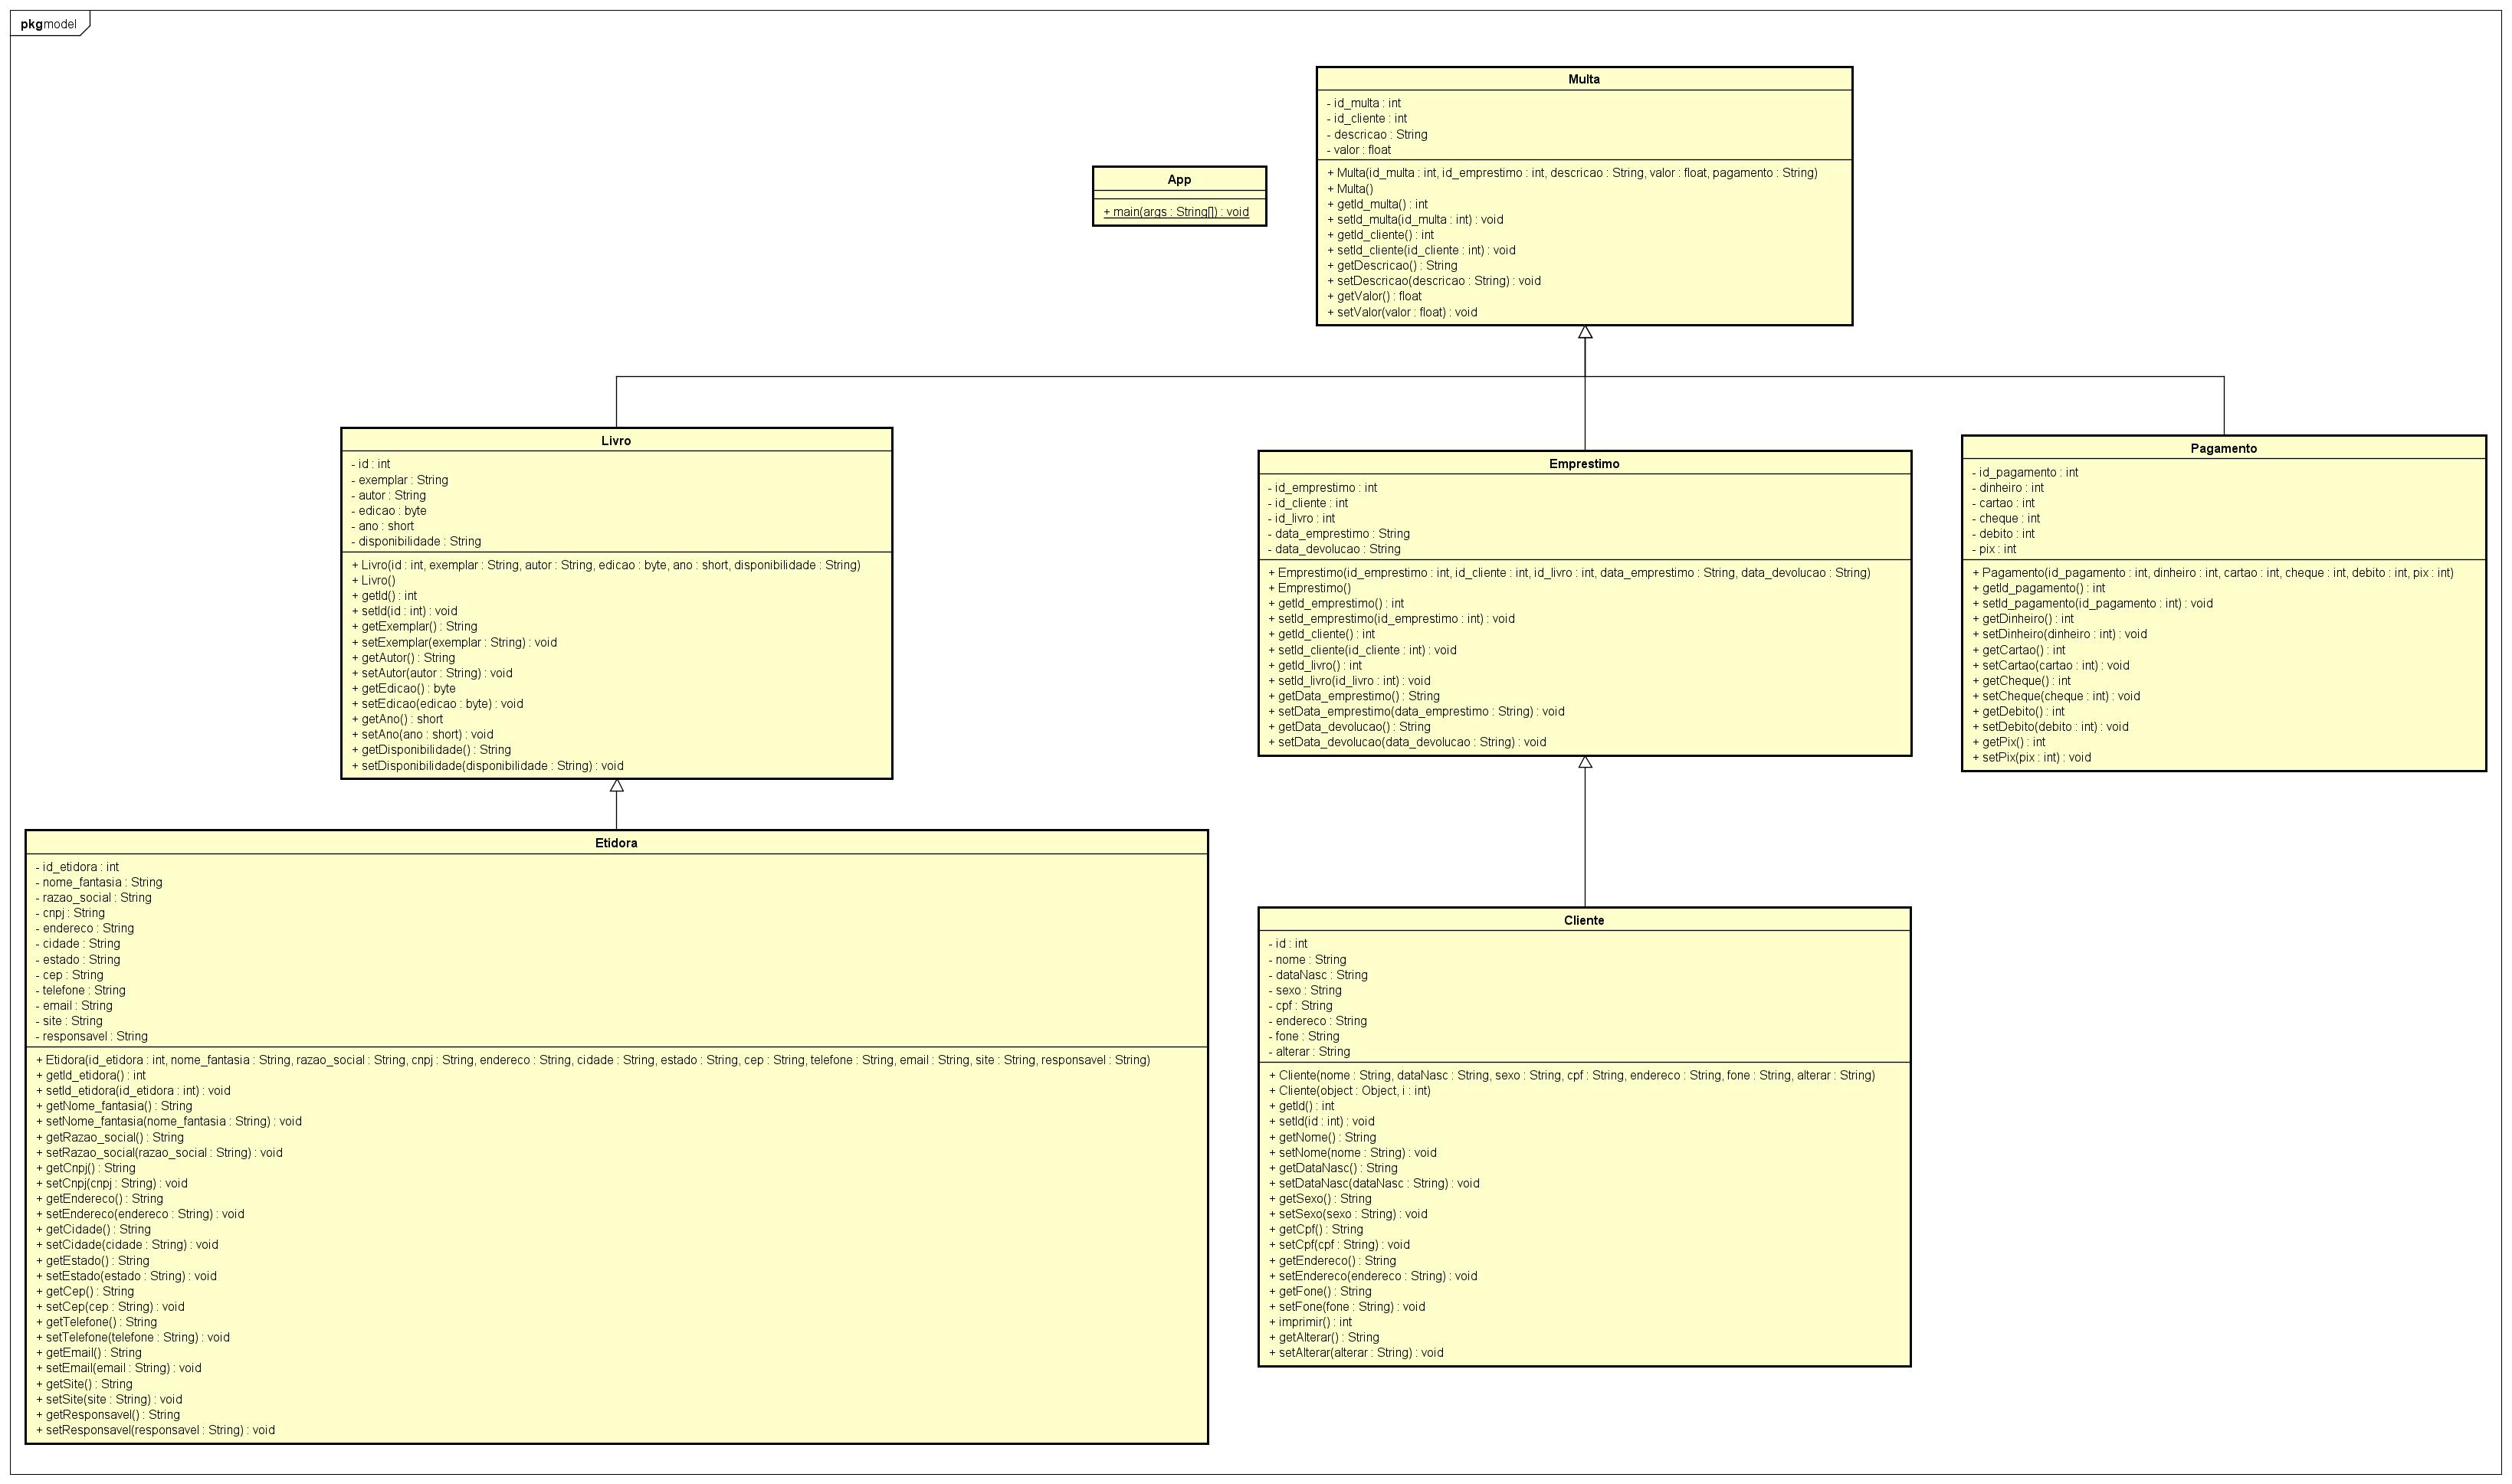 pkg model
Multa
- id_multa : int
- id_cliente : int
- descricao : String
- valor : float
+ Multa(id_multa : int, id_emprestimo : int, descricao : String, valor : float, pagamento : String)
+ Multa()
+ getId_multa() : int
+ setId_multa(id_multa : int) : void
+ getId_cliente() : int
+ setId_cliente(id_cliente : int) : void
+ getDescricao() : String
+ setDescricao(descricao : String) : void
+ getValor() : float
+ setValor(valor : float) : void
App
+ main(args : String[]) : void
Livro
- id : int
- exemplar : String
- autor : String
- edicao : byte
- ano : short
- disponibilidade : String
+ Livro(id : int, exemplar : String, autor : String, edicao : byte, ano : short, disponibilidade : String)
+ Livro()
+ getId() : int
+ setId(id : int) : void
+ getExemplar() : String
+ setExemplar(exemplar : String) : void
+ getAutor() : String
+ setAutor(autor : String) : void
+ getEdicao() : byte
+ setEdicao(edicao : byte) : void
+ getAno() : short
+ setAno(ano : short) : void
+ getDisponibilidade() : String
+ setDisponibilidade(disponibilidade : String) : void
Emprestimo
- id_emprestimo : int
- id_cliente : int
- id_livro : int
- data_emprestimo : String
- data_devolucao : String
+ Emprestimo(id_emprestimo : int, id_cliente : int, id_livro : int, data_emprestimo : String, data_devolucao : String)
+ Emprestimo()
+ getId_emprestimo() : int
+ setId_emprestimo(id_emprestimo : int) : void
+ getId_cliente() : int
+ setId_cliente(id_cliente : int) : void
+ getId_livro() : int
+ setId_livro(id_livro : int) : void
+ getData_emprestimo() : String
+ setData_emprestimo(data_emprestimo : String) : void
+ getData_devolucao() : String
+ setData_devolucao(data_devolucao : String) : void
Pagamento
- id_pagamento : int
- dinheiro : int
- cartao : int
- cheque : int
- debito : int
- pix : int
+ Pagamento(id_pagamento : int, dinheiro : int, cartao : int, cheque : int, debito : int, pix : int)
+ getId_pagamento() : int
+ setId_pagamento(id_pagamento : int) : void
+ getDinheiro() : int
+ setDinheiro(dinheiro : int) : void
+ getCartao() : int
+ setCartao(cartao : int) : void
+ getCheque() : int
+ setCheque(cheque : int) : void
+ getDebito() : int
+ setDebito(debito : int) : void
+ getPix() : int
+ setPix(pix : int) : void
Etidora
- id_etidora : int
- nome_fantasia : String
- razao_social : String
- cnpj : String
- endereco : String
- cidade : String
- estado : String
- cep : String
- telefone : String
- email : String
- site : String
- responsavel : String
+ Etidora(id_etidora : int, nome_fantasia : String, razao_social : String, cnpj : String, endereco : String, cidade : String, estado : String, cep : String, telefone : String, email : String, site : String, responsavel : String)
+ getId_etidora() : int
+ setId_etidora(id_etidora : int) : void
+ getNome_fantasia() : String
+ setNome_fantasia(nome_fantasia : String) : void
+ getRazao_social() : String
+ setRazao_social(razao_social : String) : void
+ getCnpj() : String
+ setCnpj(cnpj : String) : void
+ getEndereco() : String
+ setEndereco(endereco : String) : void
+ getCidade() : String
+ setCidade(cidade : String) : void
+ getEstado() : String
+ setEstado(estado : String) : void
+ getCep() : String
+ setCep(cep : String) : void
+ getTelefone() : String
+ setTelefone(telefone : String) : void
+ getEmail() : String
+ setEmail(email : String) : void
+ getSite() : String
+ setSite(site : String) : void
+ getResponsavel() : String
+ setResponsavel(responsavel : String) : void
Cliente
- id : int
- nome : String
- dataNasc : String
- sexo : String
- cpf : String
- endereco : String
- fone : String
- alterar : String
+ Cliente(nome : String, dataNasc : String, sexo : String, cpf : String, endereco : String, fone : String, alterar : String)
+ Cliente(object : Object, i : int)
+ getId() : int
+ setId(id : int) : void
+ getNome() : String
+ setNome(nome : String) : void
+ getDataNasc() : String
+ setDataNasc(dataNasc : String) : void
+ getSexo() : String
+ setSexo(sexo : String) : void
+ getCpf() : String
+ setCpf(cpf : String) : void
+ getEndereco() : String
+ setEndereco(endereco : String) : void
+ getFone() : String
+ setFone(fone : String) : void
+ imprimir() : int
+ getAlterar() : String
+ setAlterar(alterar : String) : void